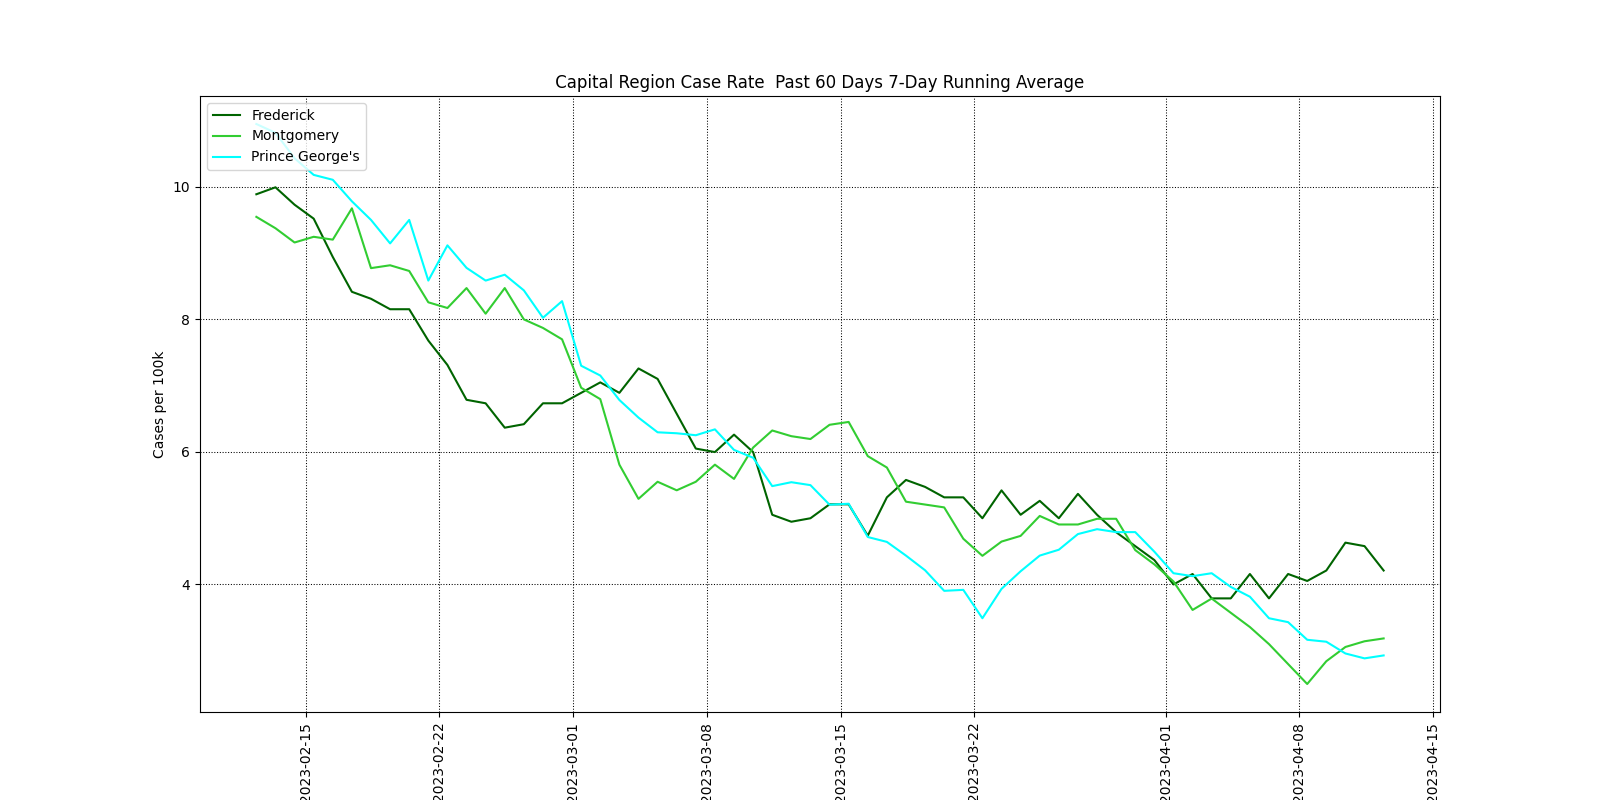 Capital Region Case Rate  Past 60 Days 7-Day Running Average
Frederick
Montgomery
Prince George's
Cases per 100k
10
8
6
4
2023-02-15
2023-02-22
2023-03-01
2023-03-08
2023-03-15
2023-03-22
2023-04-01
2023-04-08
2023-04-15